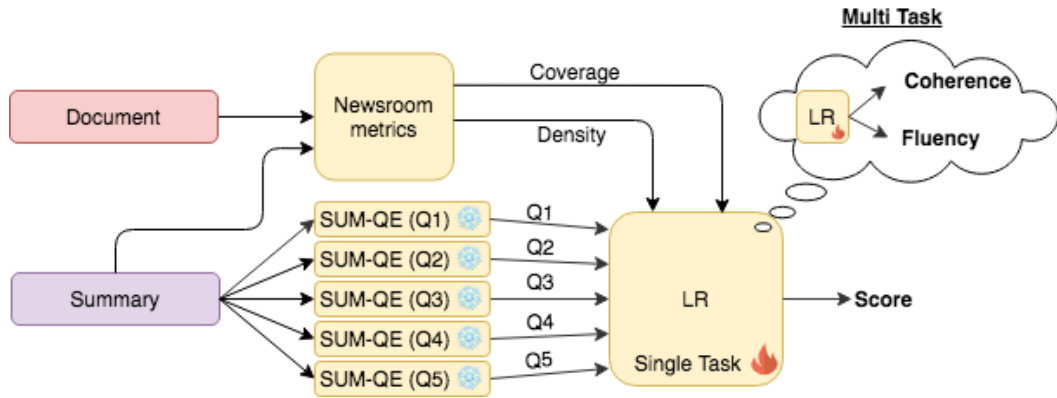 Multi Task
Coverage
Coherence
Document
Newsroom
metrics
LR
Density
Fluency
SUM-QE (Q1)
Q1
SUM-QE (Q2)
Q2
Summary
SUM-QE (Q3)
Q3
LR
Score
SUM-QE (Q4)
Q4
SUM-QE (Q5)
Q5
Single Task